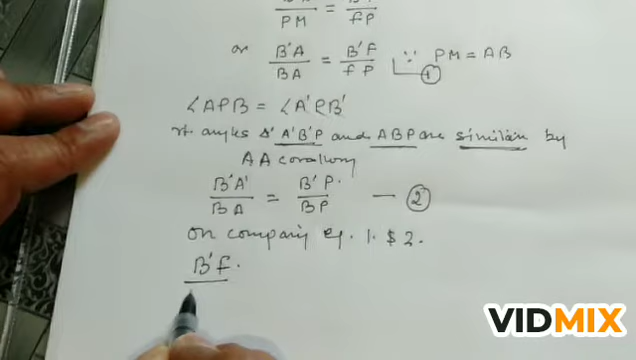 PM = fP
or B'A / BA = B'F / fP ∵ PM = AB
①
∠APB = ∠A'PB'
rt. angles Δ' A'B'P and ABP are similar by
AA corallory
B'A' / BA = B'P. / BP — ②
on comparing eq. 1. $ 2.
B'f.
VIDMIX